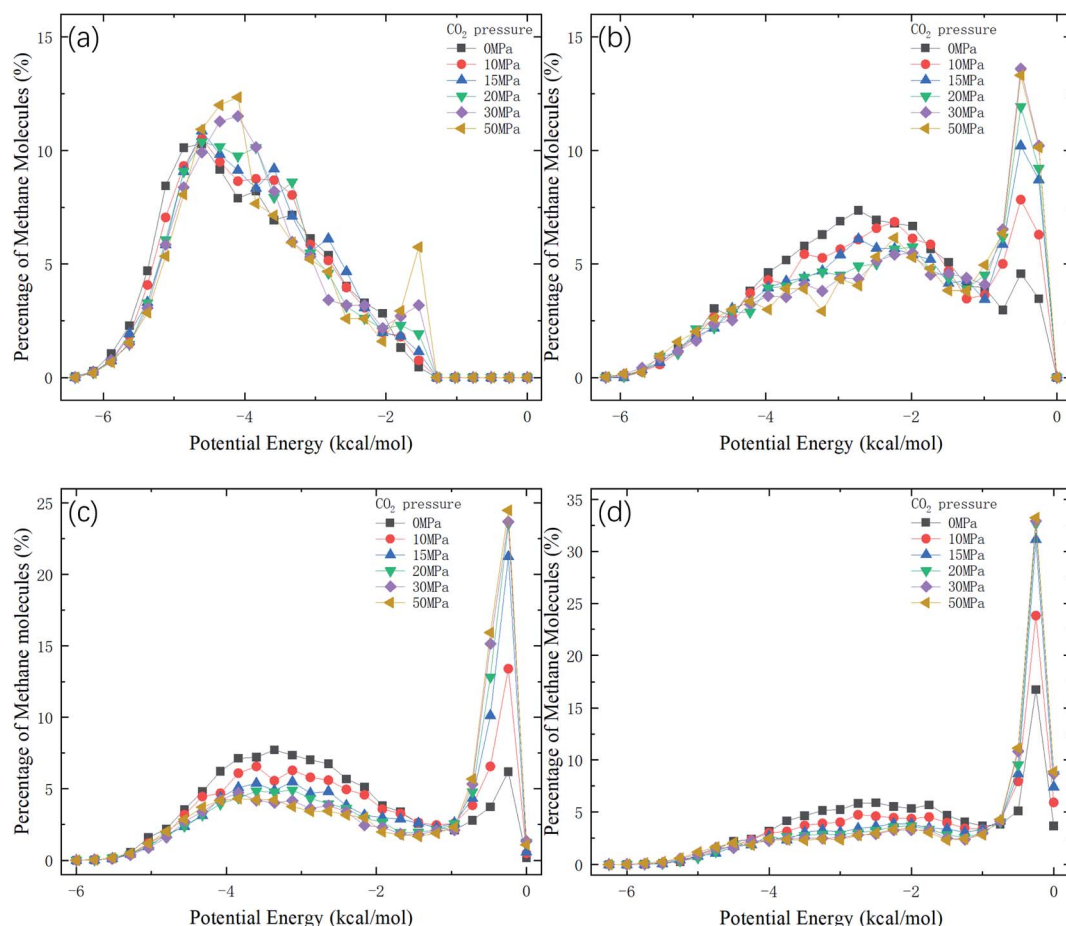 (a)
CO₂ pressure
0MPa
10MPa
15MPa
20MPa
30MPa
50MPa
15
10
5
0
Percentage of Methane Molecules (%)
-6
-4
-2
0
Potential Energy (kcal/mol)
(b)
CO₂ pressure
0MPa
10MPa
15MPa
20MPa
30MPa
50MPa
15
10
5
0
Percentage of Methane Molecules (%)
-6
-4
-2
0
Potential Energy (kcal/mol)
(c)
CO₂ pressure
0MPa
10MPa
15MPa
20MPa
30MPa
50MPa
25
20
15
10
5
0
Percentage of Methane molecules (%)
-6
-4
-2
0
Potential Energy (kcal/mol)
(d)
CO₂ pressure
0MPa
10MPa
15MPa
20MPa
30MPa
50MPa
35
30
25
20
15
10
5
0
Percentage of Methane Molecules (%)
-6
-4
-2
0
Potential Energy (kcal/mol)